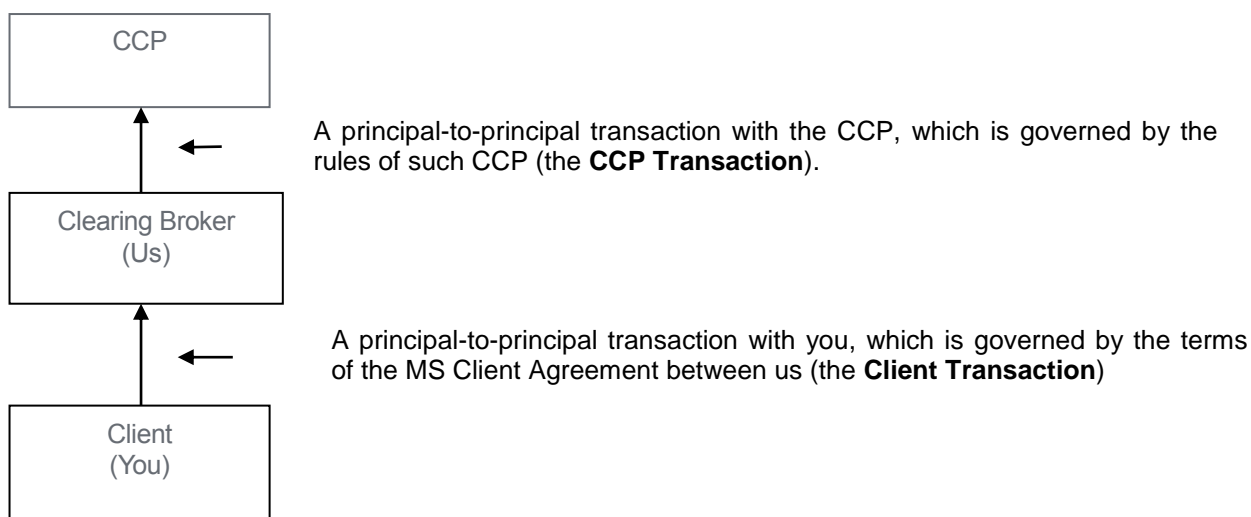 CCP
A principal-to-principal transaction with the CCP, which is governed by the
rules of such CCP (the CCP Transaction).
Clearing Broker
(Us)
A principal-to-principal transaction with you, which is governed by the terms
of the MS Client Agreement between us (the Client Transaction)
Client
(You)